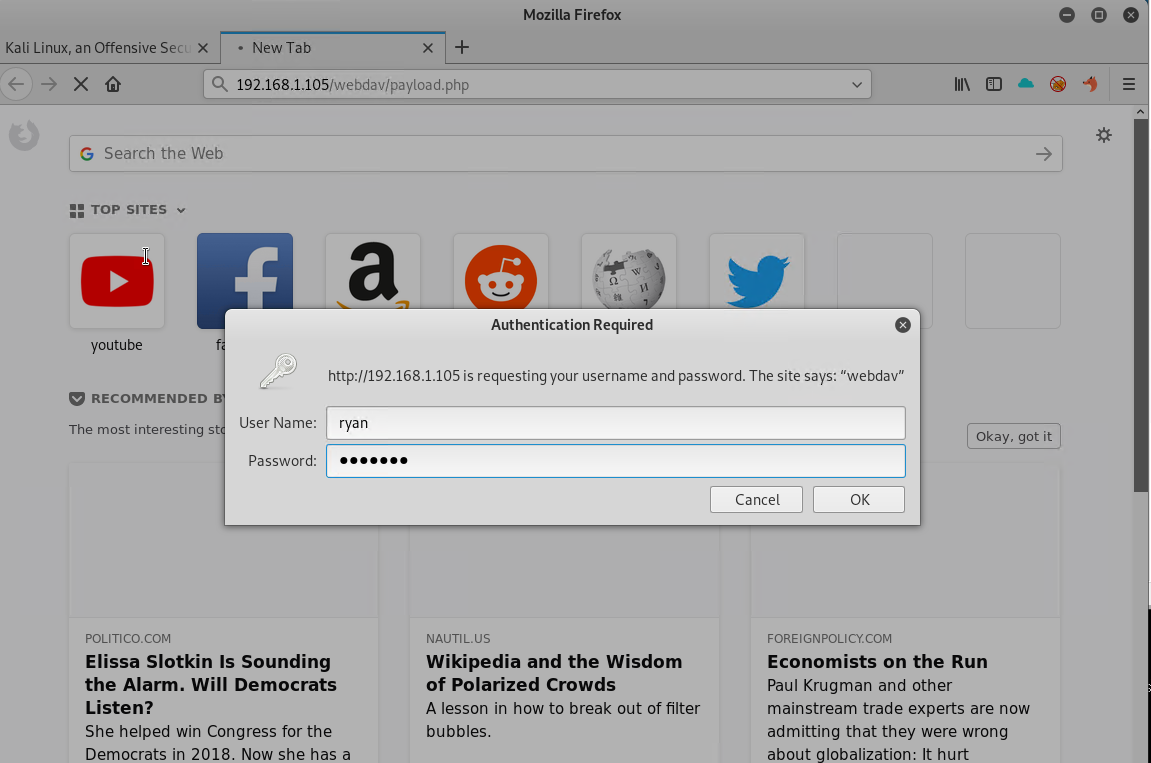 Mozilla Firefox
Kali Linux, an Offensive Secu
New Tab
192.168.1.105/webdav/payload.php
Search the Web
TOP SITES
youtube
fa
RECOMMENDED BY
The most interesting sto
Okay, got it
Authentication Required
http://192.168.1.105 is requesting your username and password. The site says: “webdav”
User Name: ryan
Password: ●●●●●●●
Cancel OK
POLITICO.COM
Elissa Slotkin Is Sounding
the Alarm. Will Democrats
Listen?
She helped win Congress for the
Democrats in 2018. Now she has a
NAUTIL.US
Wikipedia and the Wisdom
of Polarized Crowds
A lesson in how to break out of filter
bubbles.
FOREIGNPOLICY.COM
Economists on the Run
Paul Krugman and other
mainstream trade experts are now
admitting that they were wrong
about globalization: It hurt